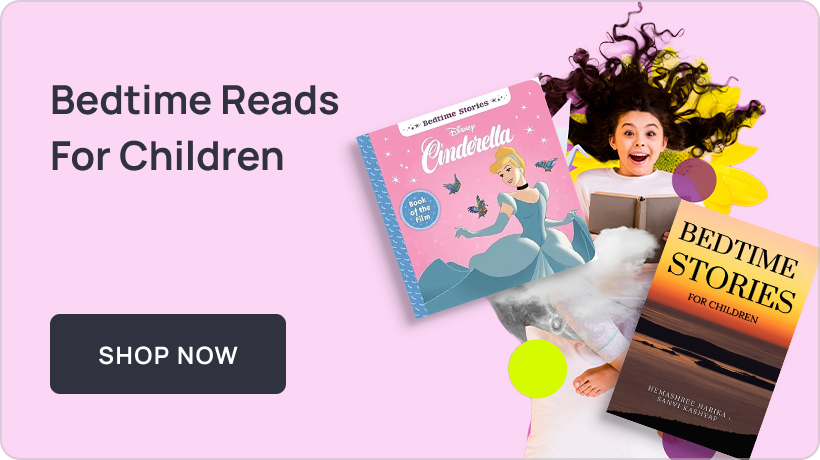 Bedtime Reads
For Children
SHOP NOW
Bedtime Stories
Disney
Cinderella
Book
of the
Film
BEDTIME
STORIES
FOR CHILDREN
HEMASHREE HARIKA ,
SANVI KASHYAP